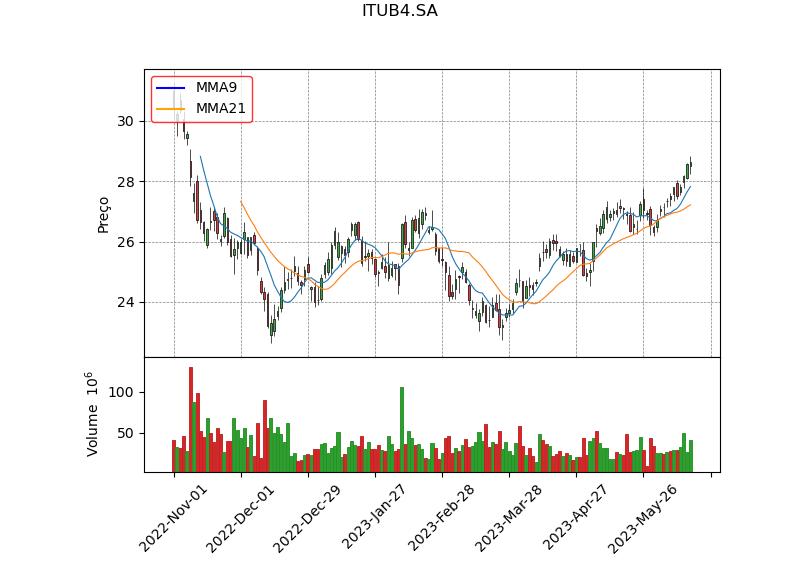 ITUB4.SA
MMA9
MMA21
30
28
26
24
Preço
100
50
Volume 10^6
2022-Nov-01
2022-Dec-01
2022-Dec-29
2023-Jan-27
2023-Feb-28
2023-Mar-28
2023-Apr-27
2023-May-26